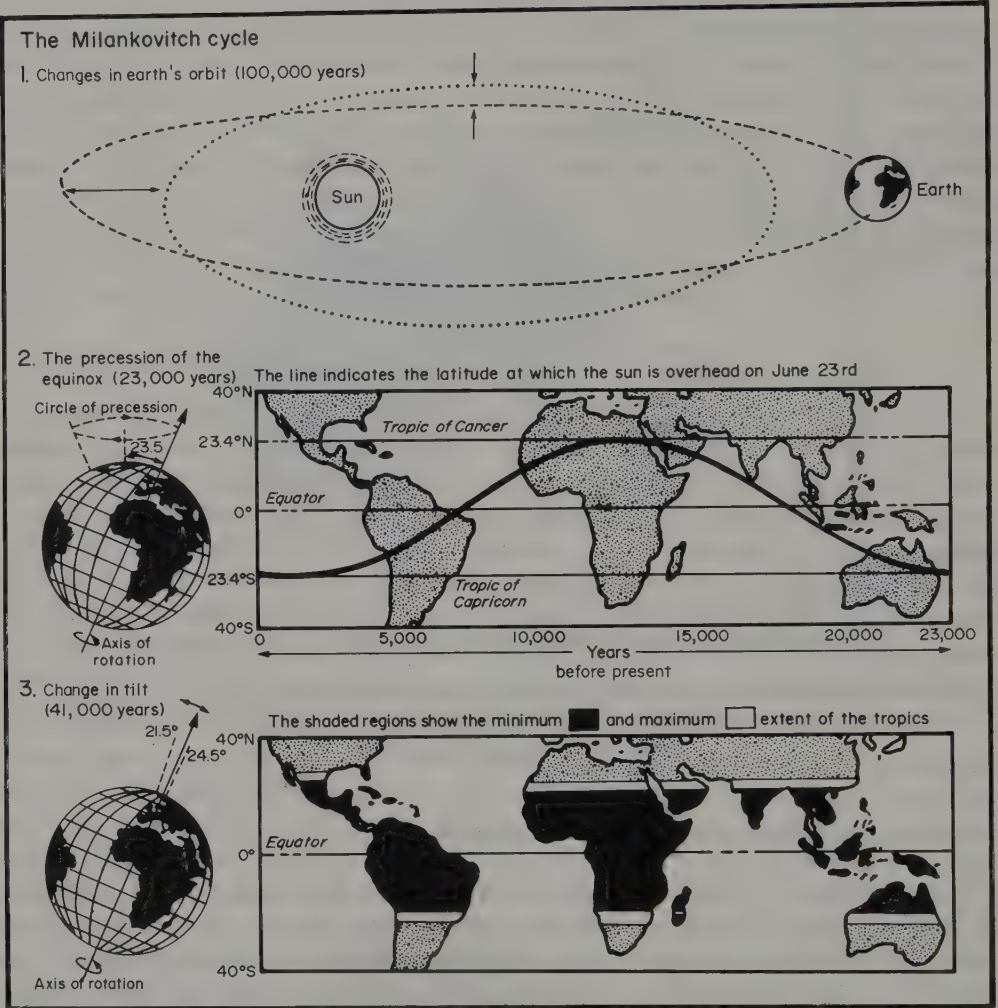 The Milankovitch cycle
1. Changes in earth's orbit (100,000 years)
Sun
Earth
2. The precession of the
equinox (23,000 years)
The line indicates the latitude at which the sun is overhead on June 23rd
Circle of precession
23.5
Axis of
rotation
40°N
Tropic of Cancer
23.4°N
Equator
0°
23.4°S
Tropic of
Capricorn
40°S
0 5,000 10,000 15,000 20,000 23,000
Years
before present
3. Change in tilt
(41,000 years)
21.5°
24.5°
Axis of rotation
The shaded regions show the minimum and maximum extent of the tropics
40°N
Equator
0°
40°S